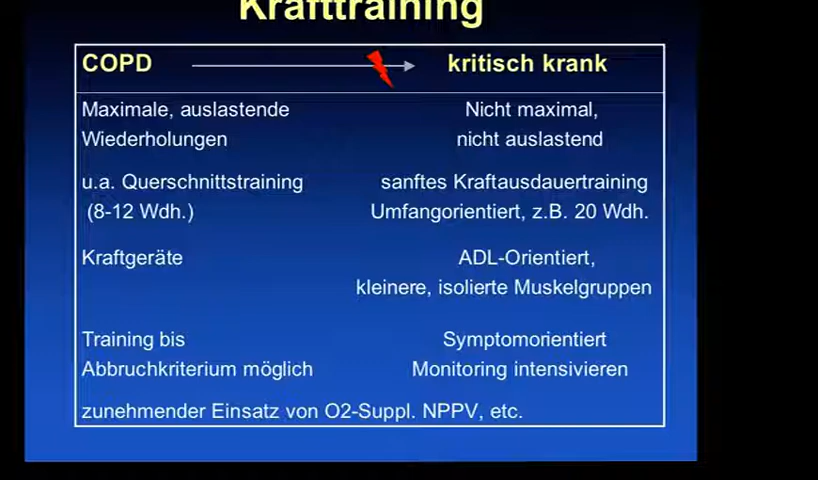 Krafttraining
COPD kritisch krank
Maximale, auslastende Nicht maximal,
Wiederholungen nicht auslastend
u.a. Querschnittstraining sanftes Kraftausdauertraining
(8-12 Wdh.) Umfangorientiert, z.B. 20 Wdh.
Kraftgeräte ADL-Orientiert,
kleinere, isolierte Muskelgruppen
Training bis Symptomorientiert
Abbruchkriterium möglich Monitoring intensivieren
zunehmender Einsatz von O2-Suppl. NPPV, etc.